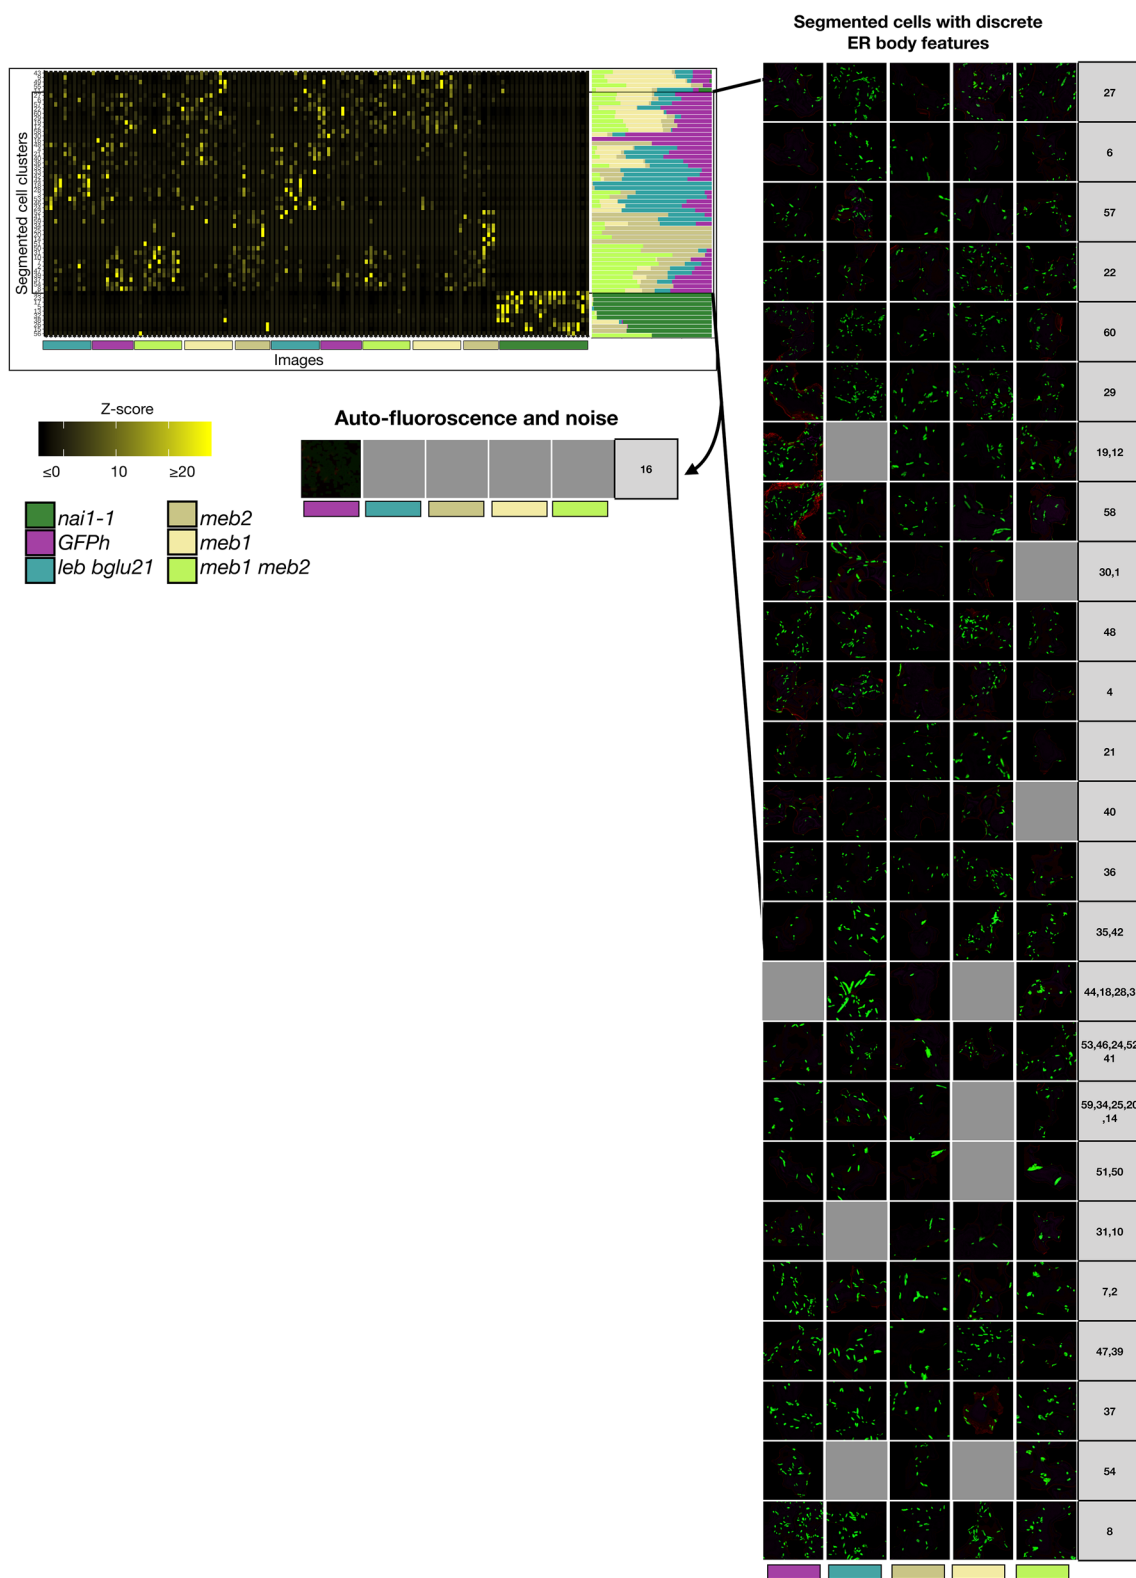 Segmented cells with discrete
ER body features
Segmented cell clusters
Images
Z-score
≤0
10
≥20
Auto-fluoroscence and noise
16
nai1-1
GFPh
leb bglu21
meb2
meb1
meb1 meb2
27
6
57
22
60
29
19,12
58
30,1
48
4
21
40
36
35,42
44,18,28,3
53,46,24,52
41
59,34,25,20
,14
51,50
31,10
7,2
47,39
37
54
8